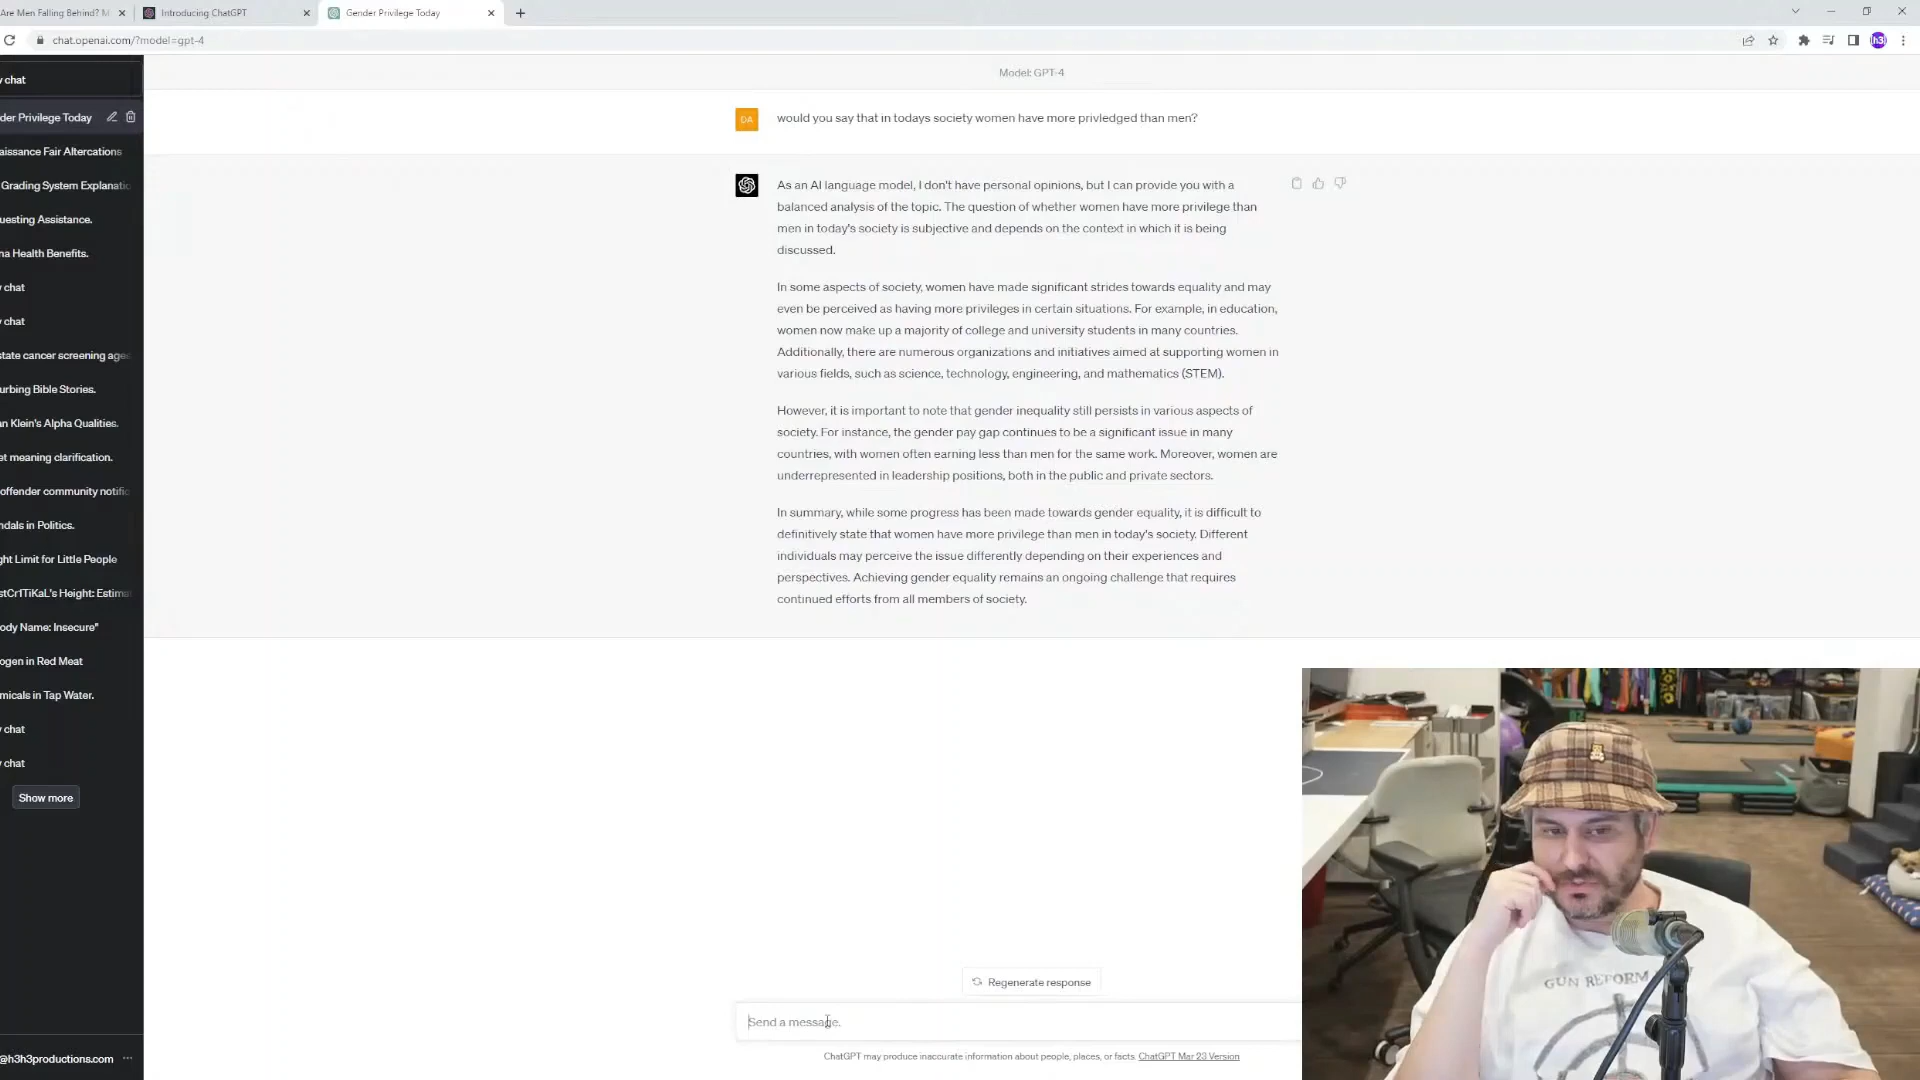 Are Men Falling Behind? M
Introducing ChatGPT
Gender Privilege Today
chat.openai.com/?model=gpt-4
y chat
der Privilege Today
aissance Fair Altercations
Grading System Explanatio
uesting Assistance.
na Health Benefits.
y chat
y chat
state cancer screening age
urbing Bible Stories.
an Klein's Alpha Qualities.
et meaning clarification.
offender community notific
ndals in Politics.
ght Limit for Little People
stCr1TiKaL's Height: Estima
ody Name: Insecure"
ogen in Red Meat
micals in Tap Water.
y chat
y chat
Show more
@h3h3productions.com
Model: GPT-4
DA
would you say that in todays society women have more privledged than men?
As an AI language model, I don't have personal opinions, but I can provide you with a
balanced analysis of the topic. The question of whether women have more privilege than
men in today's society is subjective and depends on the context in which it is being
discussed.
In some aspects of society, women have made significant strides towards equality and may
even be perceived as having more privileges in certain situations. For example, in education,
women now make up a majority of college and university students in many countries.
Additionally, there are numerous organizations and initiatives aimed at supporting women in
various fields, such as science, technology, engineering, and mathematics (STEM).
However, it is important to note that gender inequality still persists in various aspects of
society. For instance, the gender pay gap continues to be a significant issue in many
countries, with women often earning less than men for the same work. Moreover, women are
underrepresented in leadership positions, both in the public and private sectors.
In summary, while some progress has been made towards gender equality, it is difficult to
definitively state that women have more privilege than men in today's society. Different
individuals may perceive the issue differently depending on their experiences and
perspectives. Achieving gender equality remains an ongoing challenge that requires
continued efforts from all members of society.
Regenerate response
Send a message.
ChatGPT may produce inaccurate information about people, places, or facts. ChatGPT Mar 23 Version
GUN REFORM